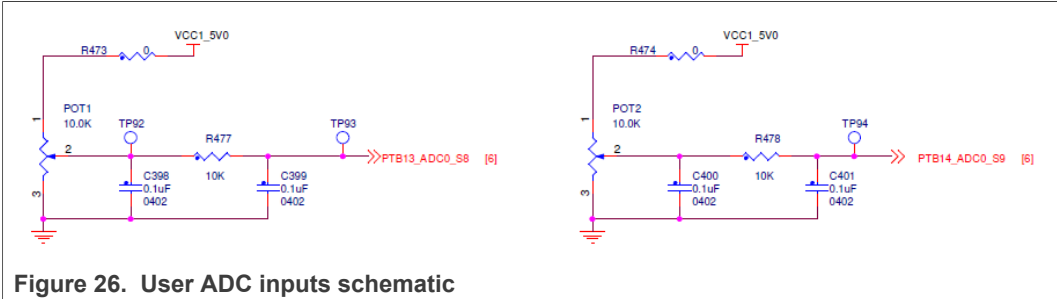 VCC1_5V0
R473
0
POT1
10.0K
1
2
3
TP92
R477
10K
TP93
C398
0.1uF
0402
C399
0.1uF
0402
PTB13_ADC0_S8 [6]
VCC1_5V0
R474
0
POT2
10.0K
1
2
3
R478
10K
TP94
C400
0.1uF
0402
C401
0.1uF
0402
PTB14_ADC0_S9 [6]
Figure 26. User ADC inputs schematic